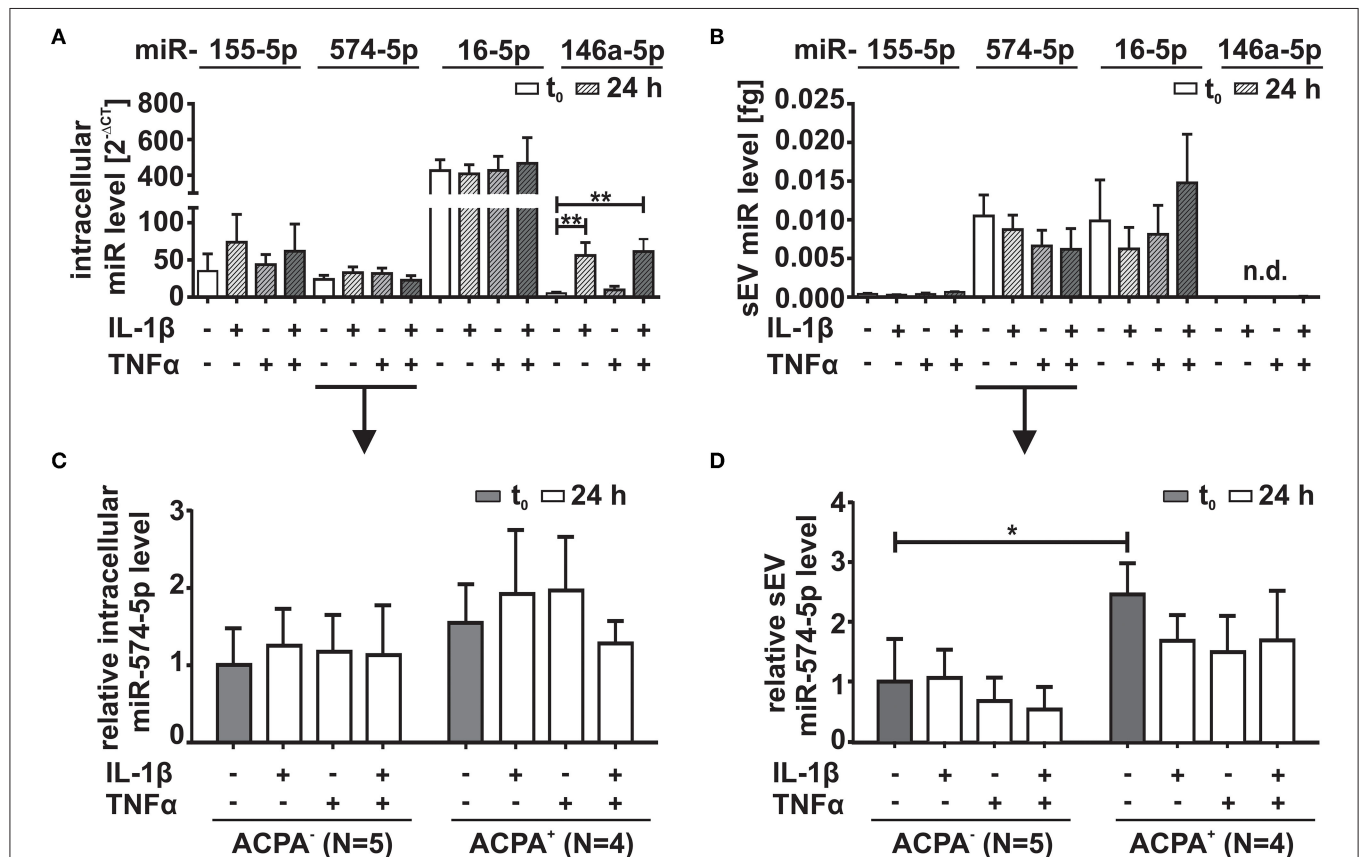 A
miR- 155-5p 574-5p 16-5p 146a-5p
t0 24 h
intracellular
miR level [2-ΔCT]
800
600
400
100
50
0
** **
IL-1β - + - + - + - + - + - + - + - +
TNFα - - + + - - + + - - + + - - + +
B
miR- 155-5p 574-5p 16-5p 146a-5p
t0 24 h
sEV miR level [fg]
0.025
0.020
0.015
0.010
0.005
0.000
n.d.
IL-1β - + - + - + - + - + - + - + - +
TNFα - - + + - - + + - - + + - - + +
C
t0 24 h
relative intracellular
miR-574-5p level
3
2
1
0
IL-1β - + - + - + - +
TNFα - - + + - - + +
ACPA- (N=5) ACPA+ (N=4)
D
t0 24 h
relative sEV
miR-574-5p level
4
3
2
1
0
*
IL-1β - + - + - + - +
TNFα - - + + - - + +
ACPA- (N=5) ACPA+ (N=4)